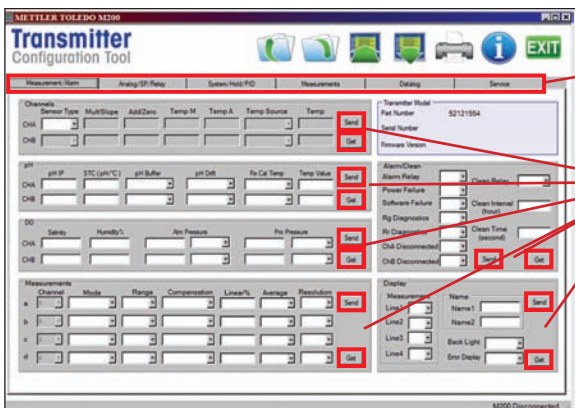 METTLER TOLEDO M200
Transmitter
Configuration Tool
EXIT
Measurement/Alarm Analog/SP/Relay System/Hold/PID Measurements Datalog Service
Channels
Sensor Type MultiSlope Add/Zero Temp M Temp A Temp Source Temp
CHA Send
CHB Get
Transmitter Model
Part Number 52121554
Serial Number
Firmware Version
pH
pH IP STC (pH/°C) pH Buffer pH Drift Fix Cal Temp Temp Value
CHA Send
CHB Get
Alarm/Clean
Alarm Relay Clean Relay
Power Failure
Software Failure Clean Interval
(hour)
Rg Diagnostics
Rr Diagnostics Clean Time
(second)
ChA Disconnected
ChB Disconnected Send Get
DO
Salinity Humidity% Atm Pressure Pro Pressure
CHA Send
CHB Get
Measurements
Channel Mode Range Compensation Linear% Average Resolution
a Send
b
c
d Get
Display
Measurement Name
Line1 Name1 Send
Line2 Name2
Line3 Back Light
Line4 Error Display Get
M200 Disconnected